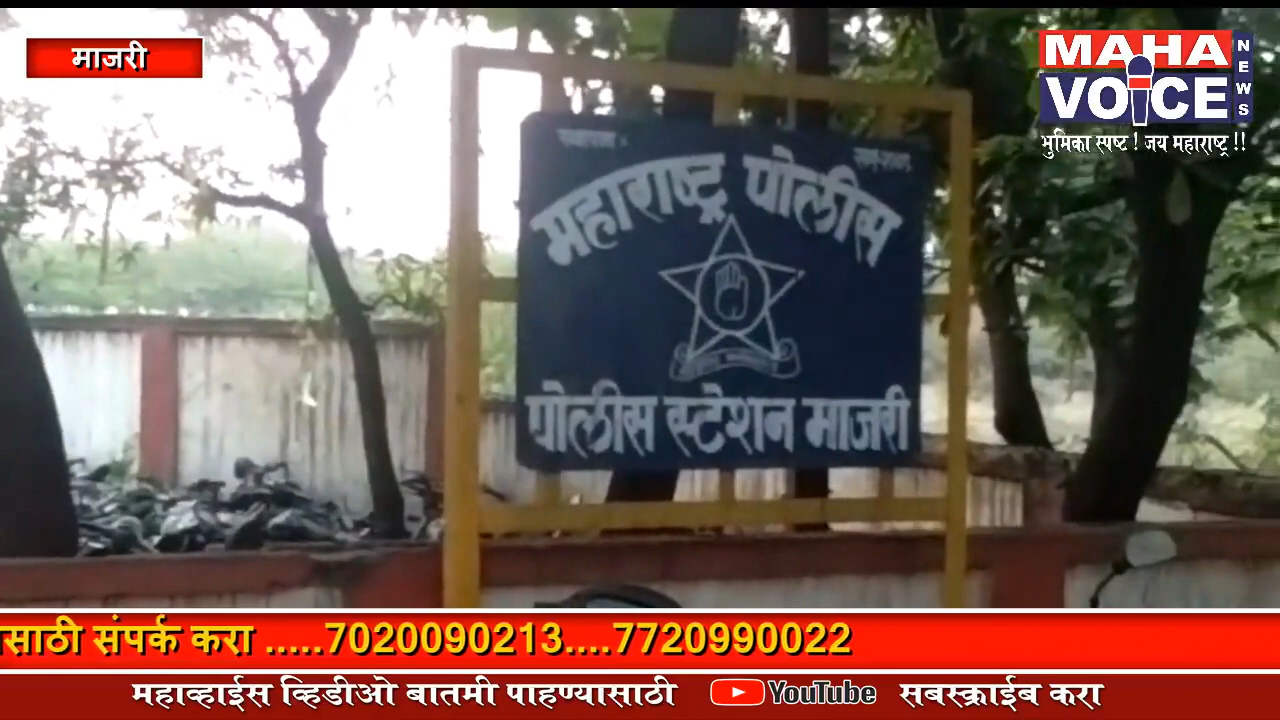 माजरी
MAHA
VOICE
NEWS
भुमिका स्पष्ट ! जय महाराष्ट्र !!
महाराष्ट्र पोलीस
पोलीस स्टेशन माजरी
साठी संपर्क करा .....7020090213....7720990022
महाव्हाईस व्हिडीओ बातमी पाहण्यासाठी YouTube सबस्क्राईब करा